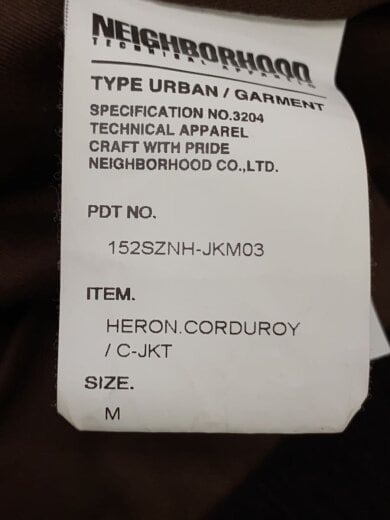 NEIGHBORHOOD
TECHNICAL APPAREL
TYPE URBAN / GARMENT
SPECIFICATION NO.3204
TECHNICAL APPAREL
CRAFT WITH PRIDE
NEIGHBORHOOD CO.,LTD.
PDT NO.
152SZNH-JKM03
ITEM.
HERON.CORDUROY
/ C-JKT
SIZE.
M